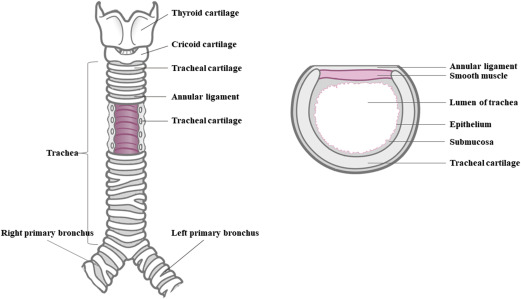 Thyroid cartilage
Cricoid cartilage
Tracheal cartilage
Annular ligament
Tracheal cartilage
Trachea
Right primary bronchus
Left primary bronchus
Annular ligament
Smooth muscle
Lumen of trachea
Epithelium
Submucosa
Tracheal cartilage